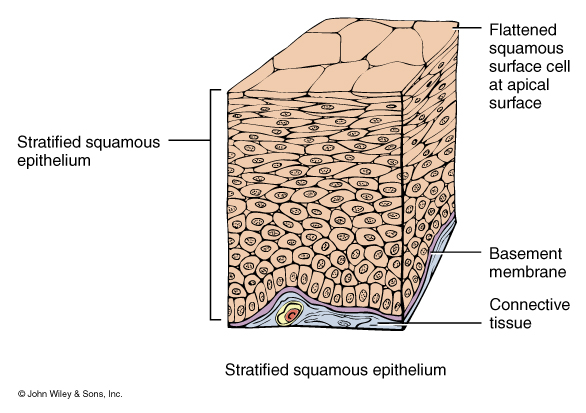 Flattened
squamous
surface cell
at apical
surface
Stratified squamous
epithelium
Basement
membrane
Connective
tissue
Stratified squamous epithelium
© John Wiley & Sons, Inc.